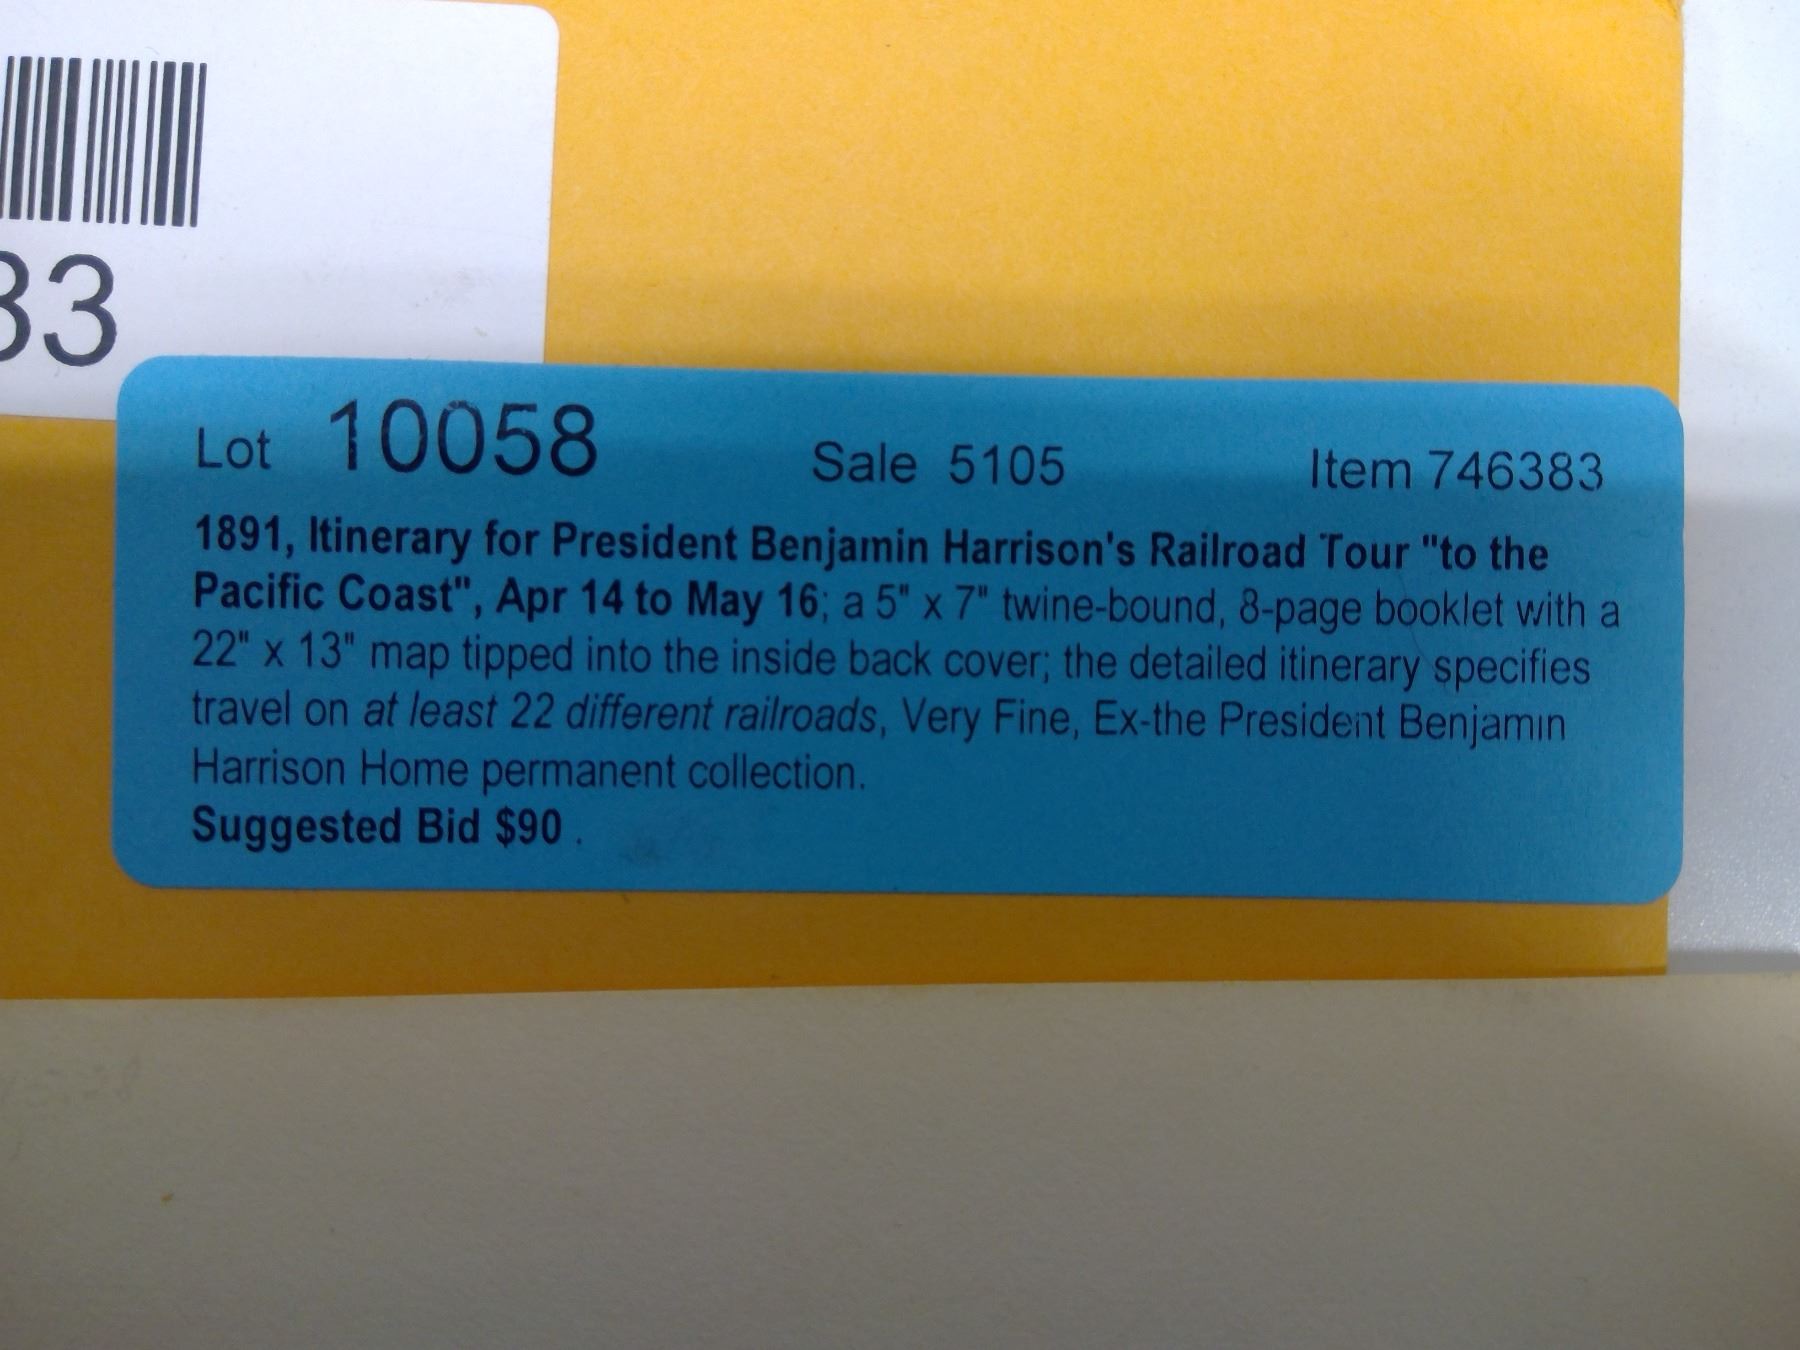 33
Lot 10058 Sale 5105 Item 746383
1891, Itinerary for President Benjamin Harrison's Railroad Tour "to the
Pacific Coast", Apr 14 to May 16; a 5" x 7" twine-bound, 8-page booklet with a
22" x 13" map tipped into the inside back cover; the detailed itinerary specifies
travel on at least 22 different railroads, Very Fine, Ex-the President Benjamin
Harrison Home permanent collection.
Suggested Bid $90 .